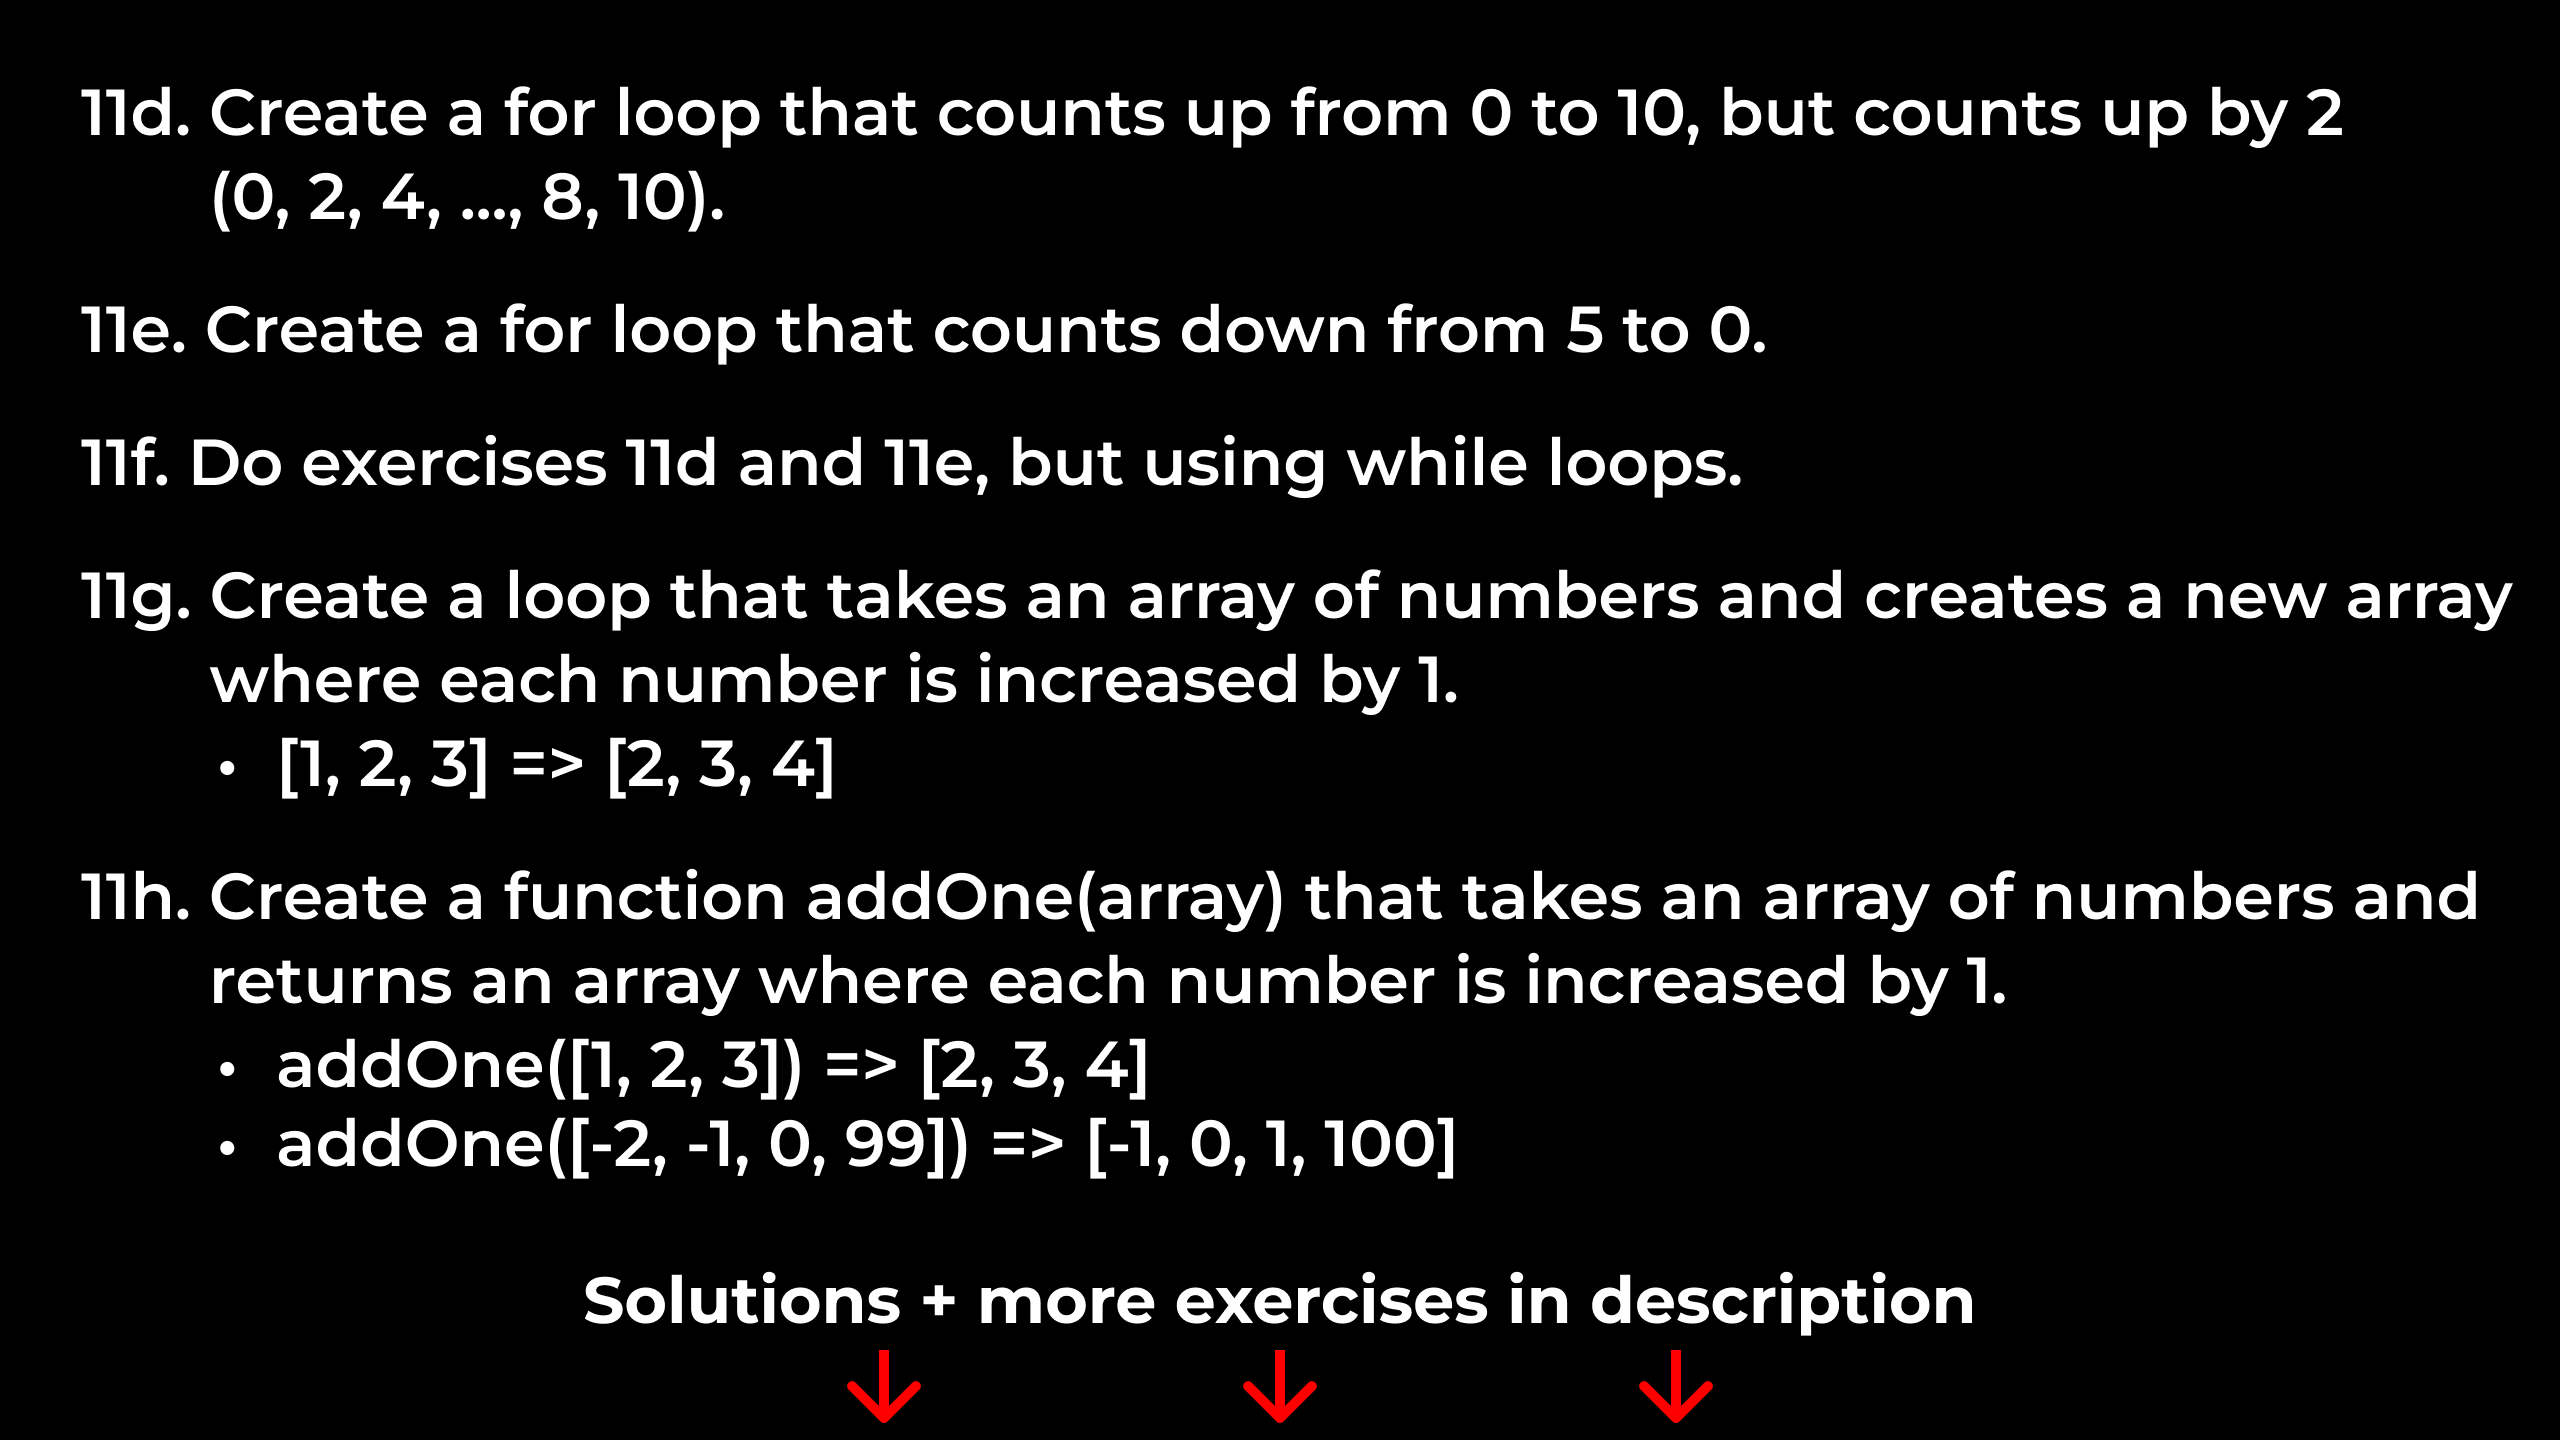 11d. Create a for loop that counts up from 0 to 10, but counts up by 2
(0, 2, 4, ..., 8, 10).
11e. Create a for loop that counts down from 5 to 0.
11f. Do exercises 11d and 11e, but using while loops.
11g. Create a loop that takes an array of numbers and creates a new array
where each number is increased by 1.
• [1, 2, 3] => [2, 3, 4]
11h. Create a function addOne(array) that takes an array of numbers and
returns an array where each number is increased by 1.
• addOne([1, 2, 3]) => [2, 3, 4]
• addOne([-2, -1, 0, 99]) => [-1, 0, 1, 100]
Solutions + more exercises in description